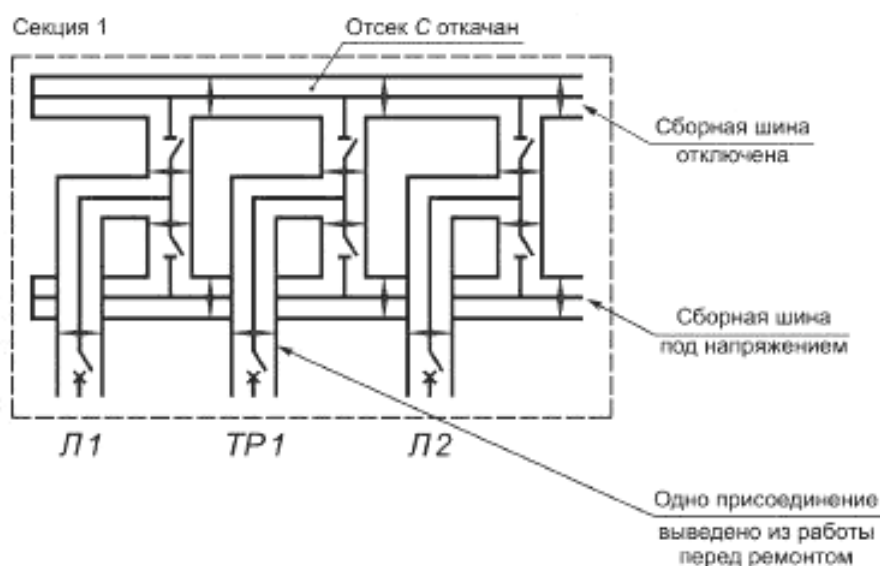 Секция 1
Отсек С откачан
Сборная шина
отключена
Сборная шина
под напряжением
Л1
ТР1
Л2
Одно присоединение
выведено из работы
перед ремонтом